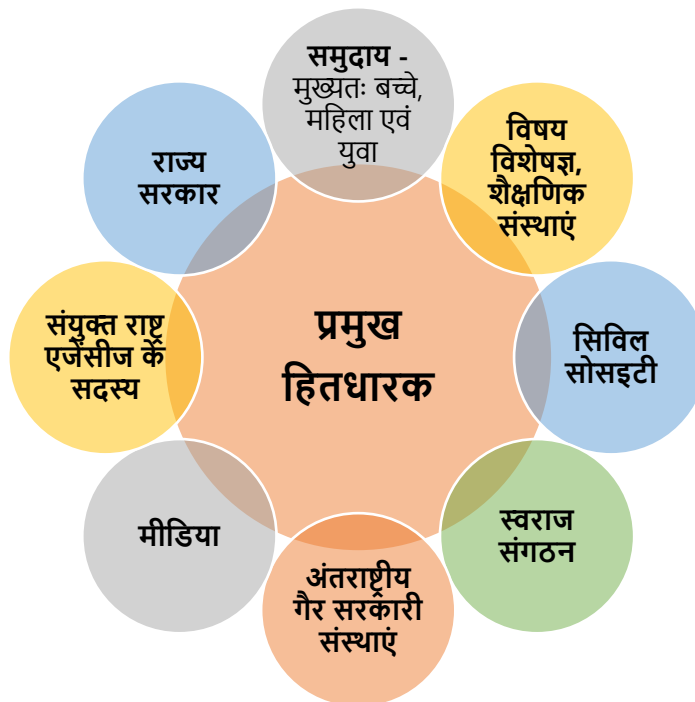 समुदाय -
मुख्यतः बच्चे,
महिला एवं
युवा
विषय
विशेषज्ञ,
शैक्षणिक
संस्थाएं
सिविल
सोसइटी
स्वराज
संगठन
अंतराष्ट्रीय
गैर सरकारी
संस्थाएं
मीडिया
संयुक्त राष्ट्र
एजेंसीज के
सदस्य
राज्य
सरकार
प्रमुख
हितधारक